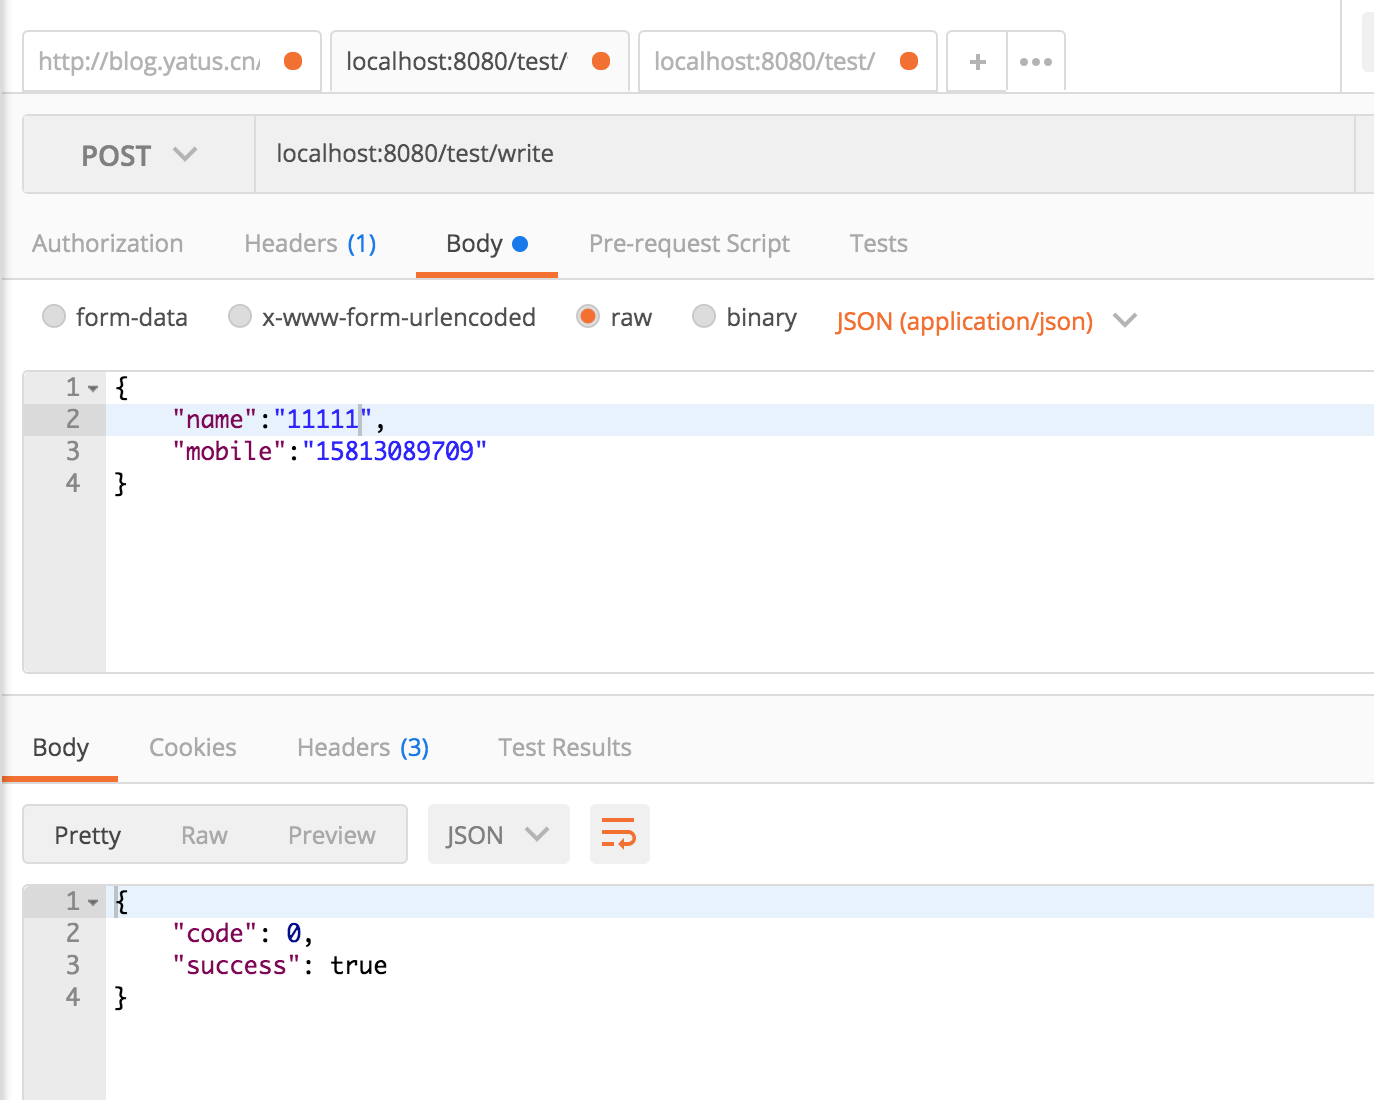 http://blog.yatus.cn/ localhost:8080/test/ localhost:8080/test/ + •••
POST localhost:8080/test/write
Authorization Headers (1) Body Pre-request Script Tests
form-data x-www-form-urlencoded raw binary JSON (application/json)
1 {
2 "name":"11111",
3 "mobile":"15813089709"
4 }
Body Cookies Headers (3) Test Results
Pretty Raw Preview JSON
1 {
2 "code": 0,
3 "success": true
4 }